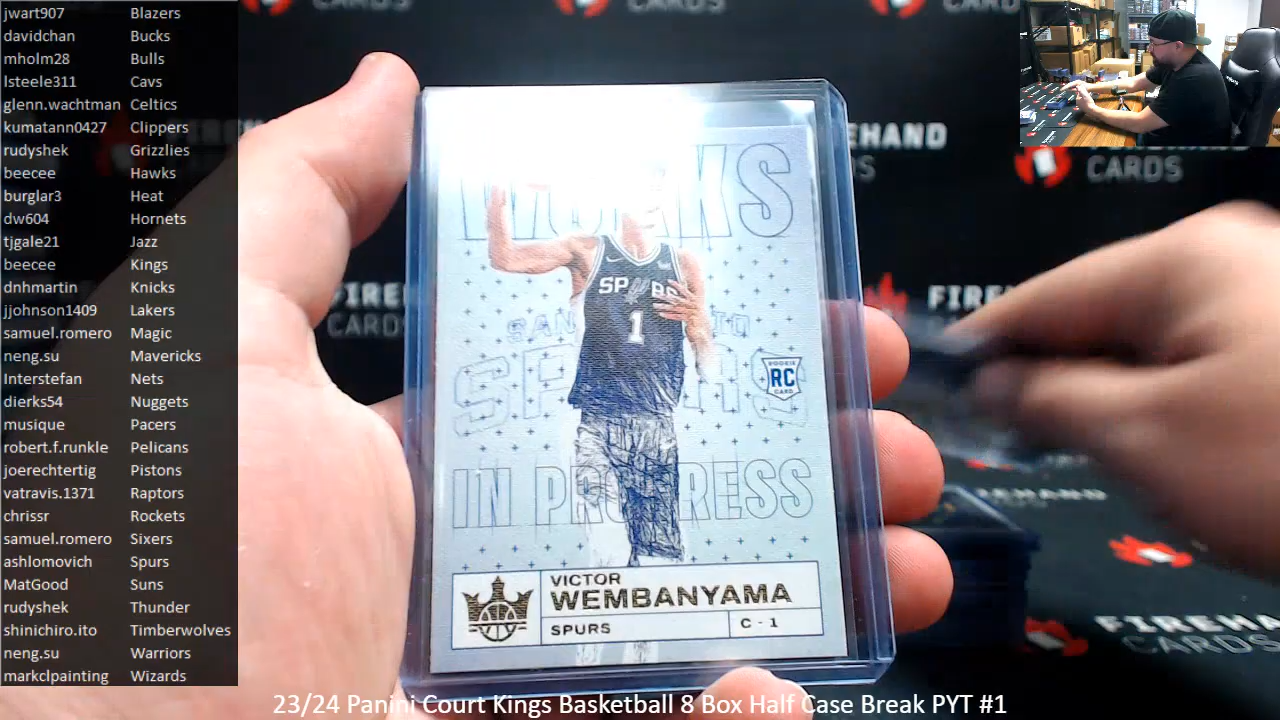 jwart907 Blazers
davidchan Bucks
mholm28 Bulls
lsteele311 Cavs
glenn.wachtman Celtics
kumatann0427 Clippers
rudyshek Grizzlies
beecee Hawks
burglar3 Heat
dw604 Hornets
tjgale21 Jazz
beecee Kings
dnhmartin Knicks
jjohnson1409 Lakers
samuel.romero Magic
neng.su Mavericks
Interstefan Nets
dierks54 Nuggets
musique Pacers
robert.f.runkle Pelicans
joerechtertig Pistons
vatravis.1371 Raptors
chrissr Rockets
samuel.romero Sixers
ashlomovich Spurs
MatGood Suns
rudyshek Thunder
shinichiro.ito Timberwolves
neng.su Warriors
markclpainting Wizards
WORKS
SPURS
1
SAN ANTONIO
SPURS
ROOKIE
RC
CARD
IN PROGRESS
VICTOR
WEMBANYAMA
SPURS C - 1
FIREHAND
CARDS
FIREHAND
CARDS
23/24 Panini Court Kings Basketball 8 Box Half Case Break PYT #1